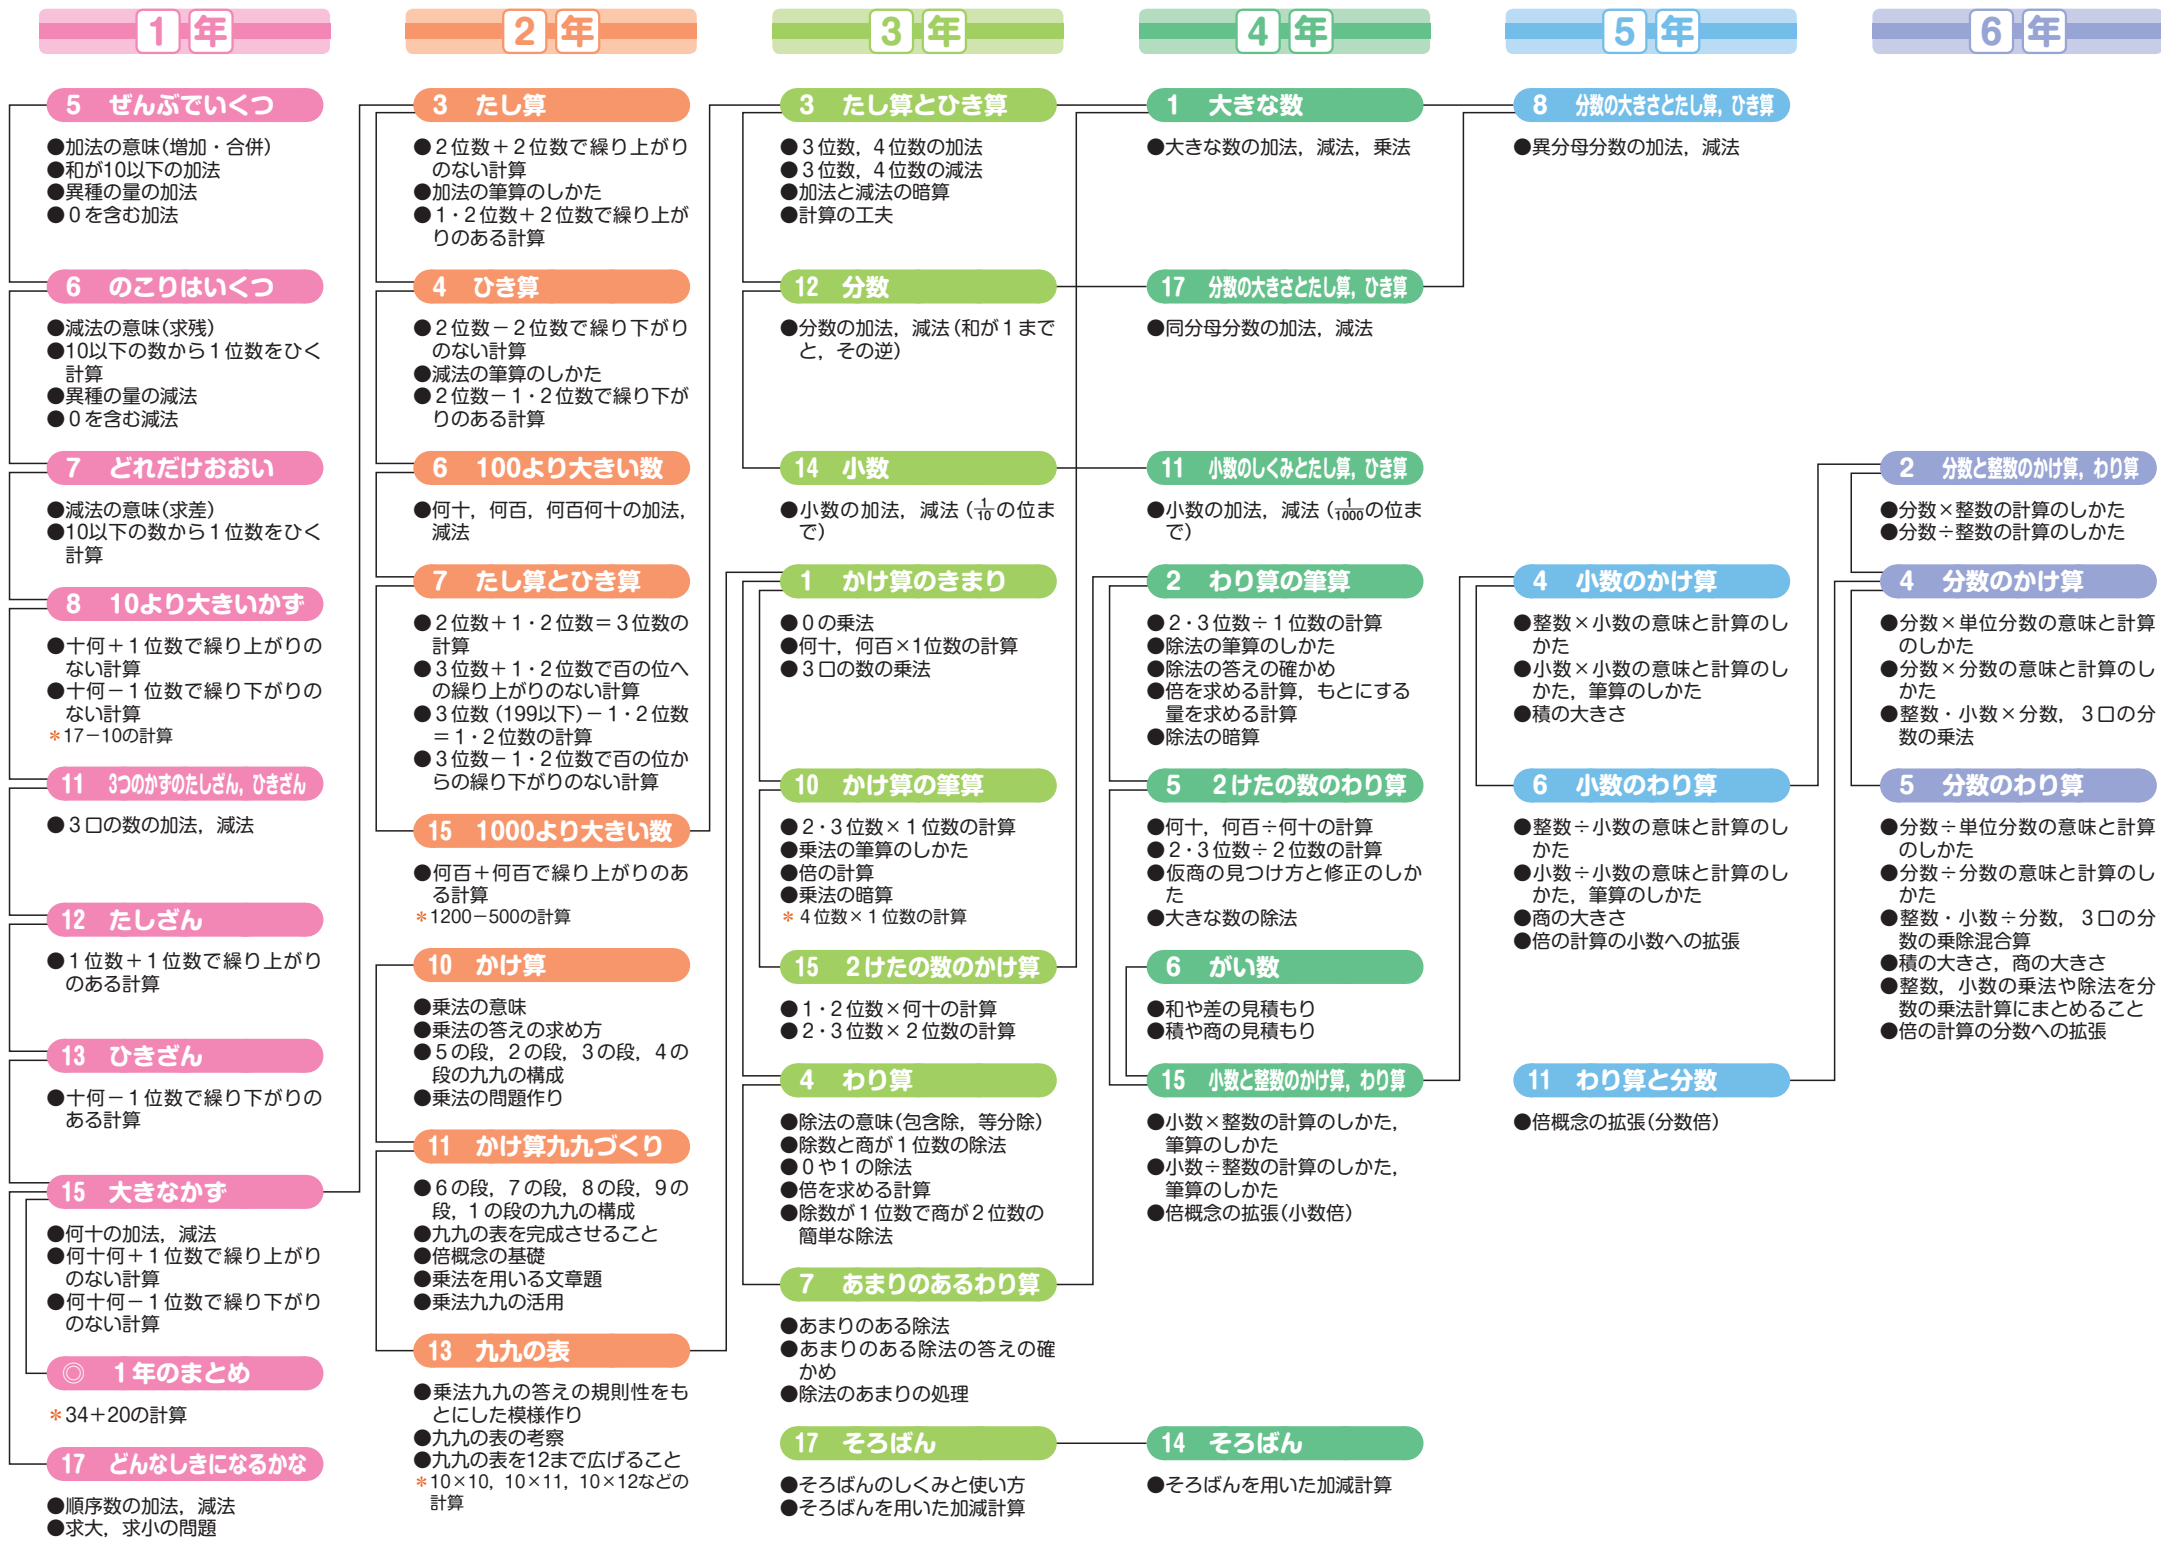 1年
5 ぜんぶでいくつ
●加法の意味(増加・合併)
●和が10以下の加法
●異種の量の加法
●0を含む加法
6 のこりはいくつ
●減法の意味(求残)
●10以下の数から1位数をひく
計算
●異種の量の減法
●0を含む減法
7 どれだけおおい
●減法の意味(求差)
●10以下の数から1位数をひく
計算
8 10より大きいかず
●十何+1位数で繰り上がりの
ない計算
●十何-1位数で繰り下がりの
ない計算
*17-10の計算
11 3つのかずのたしざん,ひきざん
●3口の数の加法,減法
12 たしざん
●1位数+1位数で繰り上がり
のある計算
13 ひきざん
●十何-1位数で繰り下がりの
ある計算
15 大きなかず
●何十の加法,減法
●何十何+1位数で繰り上がり
のない計算
●何十何-1位数で繰り下がり
のない計算
◎ 1年のまとめ
*34+20の計算
17 どんなしきになるかな
●順序数の加法,減法
●求大,求小の問題
2年
3 たし算
●2位数+2位数で繰り上がり
のない計算
●加法の筆算のしかた
●1・2位数+2位数で繰り上が
りのある計算
4 ひき算
●2位数-2位数で繰り下がり
のない計算
●減法の筆算のしかた
●2位数-1・2位数で繰り下が
りのある計算
6 100より大きい数
●何十,何百,何百何十の加法,
減法
7 たし算とひき算
●2位数+1・2位数=3位数の
計算
●3位数+1・2位数で百の位へ
の繰り上がりのない計算
●3位数(199以下)-1・2位数
=1・2位数の計算
●3位数-1・2位数で百の位か
らの繰り下がりのない計算
15 1000より大きい数
●何百+何百で繰り上がりのあ
る計算
*1200-500の計算
10 かけ算
●乗法の意味
●乗法の答えの求め方
●5の段,2の段,3の段,4の
段の九九の構成
●乗法の問題作り
11 かけ算九九づくり
●6の段,7の段,8の段,9の
段,1の段の九九の構成
●九九の表を完成させること
●倍概念の基礎
●乗法を用いる文章題
●乗法九九の活用
13 九九の表
●乗法九九の答えの規則性をも
とにした模様作り
●九九の表の考察
●九九の表を12まで広げること
*10×10,10×11,10×12などの
計算
3年
3 たし算とひき算
●3位数,4位数の加法
●3位数,4位数の減法
●加法と減法の暗算
●計算の工夫
12 分数
●分数の加法,減法(和が1まで
と,その逆)
14 小数
●小数の加法,減法(1/10の位ま
で)
1 かけ算のきまり
●0の乗法
●何十,何百×1位数の計算
●3口の数の乗法
10 かけ算の筆算
●2・3位数×1位数の計算
●乗法の筆算のしかた
●倍の計算
●乗法の暗算
*4位数×1位数の計算
15 2けたの数のかけ算
●1・2位数×何十の計算
●2・3位数×2位数の計算
4 わり算
●除法の意味(包含除,等分除)
●除数と商が1位数の除法
●0や1の除法
●倍を求める計算
●除数が1位数で商が2位数の
簡単な除法
7 あまりのあるわり算
●あまりのある除法
●あまりのある除法の答えの確
かめ
●除法のあまりの処理
17 そろばん
●そろばんのしくみと使い方
●そろばんを用いた加減計算
4年
1 大きな数
●大きな数の加法,減法,乗法
17 分数の大きさとたし算,ひき算
●同分母分数の加法,減法
11 小数のしくみとたし算,ひき算
●小数の加法,減法(1/1000の位ま
で)
2 わり算の筆算
●2・3位数÷1位数の計算
●除法の筆算のしかた
●除法の答えの確かめ
●倍を求める計算,もとにする
量を求める計算
●除法の暗算
5 2けたの数のわり算
●何十,何百÷何十の計算
●2・3位数÷2位数の計算
●仮商の見つけ方と修正のしか
た
●大きな数の除法
6 がい数
●和や差の見積もり
●積や商の見積もり
15 小数と整数のかけ算,わり算
●小数×整数の計算のしかた,
筆算のしかた
●小数÷整数の計算のしかた,
筆算のしかた
●倍概念の拡張(小数倍)
14 そろばん
●そろばんを用いた加減計算
5年
8 分数の大きさとたし算,ひき算
●異分母分数の加法,減法
4 小数のかけ算
●整数×小数の意味と計算のし
かた
●小数×小数の意味と計算のし
かた,筆算のしかた
●積の大きさ
6 小数のわり算
●整数÷小数の意味と計算のし
かた
●小数÷小数の意味と計算のし
かた,筆算のしかた
●商の大きさ
●倍の計算の小数への拡張
11 わり算と分数
●倍概念の拡張(分数倍)
6年
2 分数と整数のかけ算,わり算
●分数×整数の計算のしかた
●分数÷整数の計算のしかた
4 分数のかけ算
●分数×単位分数の意味と計算
のしかた
●分数×分数の意味と計算のし
かた
●整数・小数×分数,3口の分
数の乗法
5 分数のわり算
●分数÷単位分数の意味と計算
のしかた
●分数÷分数の意味と計算のし
かた
●整数・小数÷分数,3口の分
数の乗除混合算
●積の大きさ,商の大きさ
●整数,小数の乗法や除法を分
数の乗法計算にまとめること
●倍の計算の分数への拡張